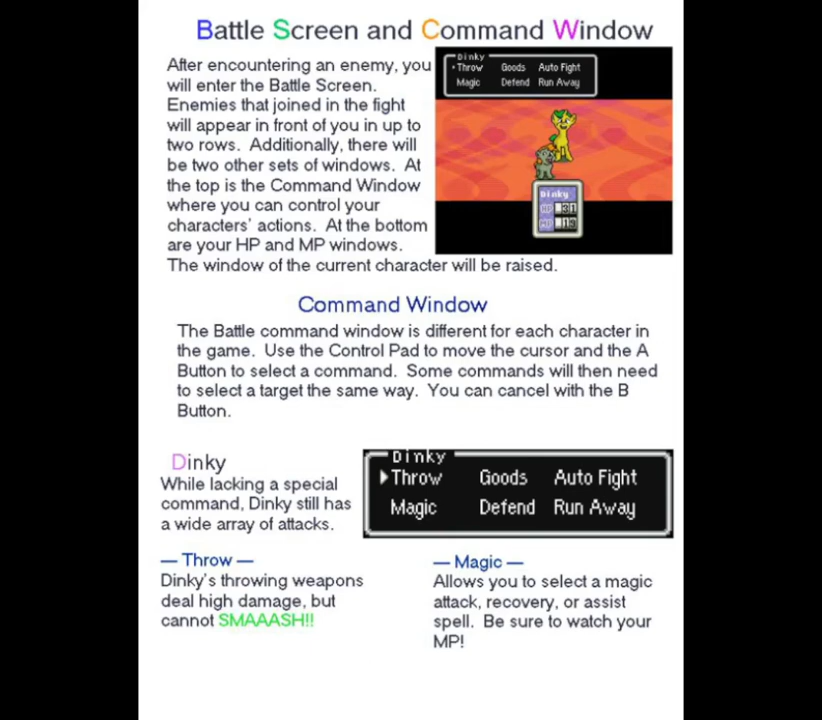 Battle Screen and Command Window
After encountering an enemy, you
will enter the Battle Screen.
Enemies that joined in the fight
will appear in front of you in up to
two rows. Additionally, there will
be two other sets of windows. At
the top is the Command Window
where you can control your
characters' actions. At the bottom
are your HP and MP windows.
The window of the current character will be raised.
Dinky
Throw Goods Auto Fight
Magic Defend Run Away
Dinky
HP 31
MP 19
Command Window
The Battle command window is different for each character in
the game. Use the Control Pad to move the cursor and the A
Button to select a command. Some commands will then need
to select a target the same way. You can cancel with the B
Button.
Dinky
While lacking a special
command, Dinky still has
a wide array of attacks.
Dinky
Throw Goods Auto Fight
Magic Defend Run Away
— Throw —
Dinky's throwing weapons
deal high damage, but
cannot SMAAASH!!
— Magic —
Allows you to select a magic
attack, recovery, or assist
spell. Be sure to watch your
MP!